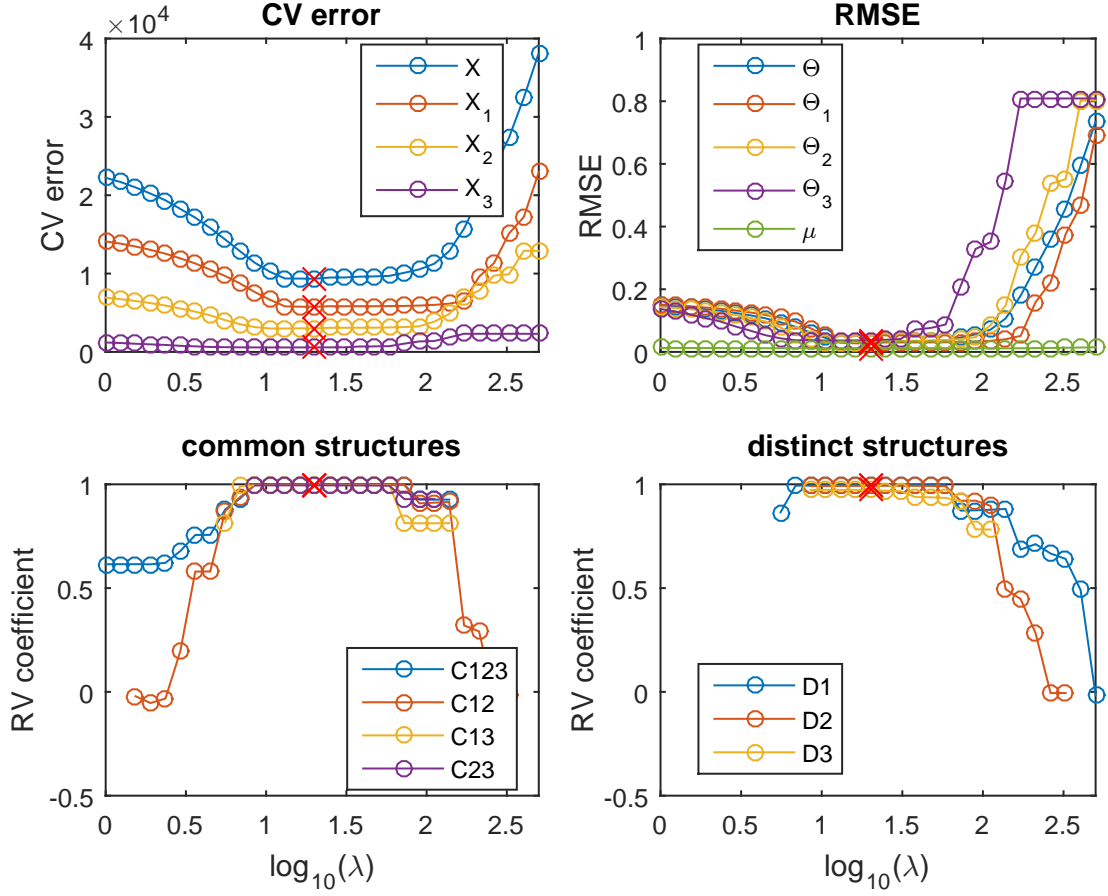 CV error
×10⁴
4
3
2
1
0
CV error
0
0.5
1
1.5
2
2.5
X
X₁
X₂
X₃
RMSE
1
0.8
0.6
0.4
0.2
0
RMSE
0
0.5
1
1.5
2
2.5
Θ
Θ₁
Θ₂
Θ₃
μ
common structures
1
0.5
0
-0.5
RV coefficient
0
0.5
1
1.5
2
2.5
log₁₀(λ)
C123
C12
C13
C23
distinct structures
1
0.5
0
-0.5
RV coefficient
0
0.5
1
1.5
2
2.5
log₁₀(λ)
D1
D2
D3